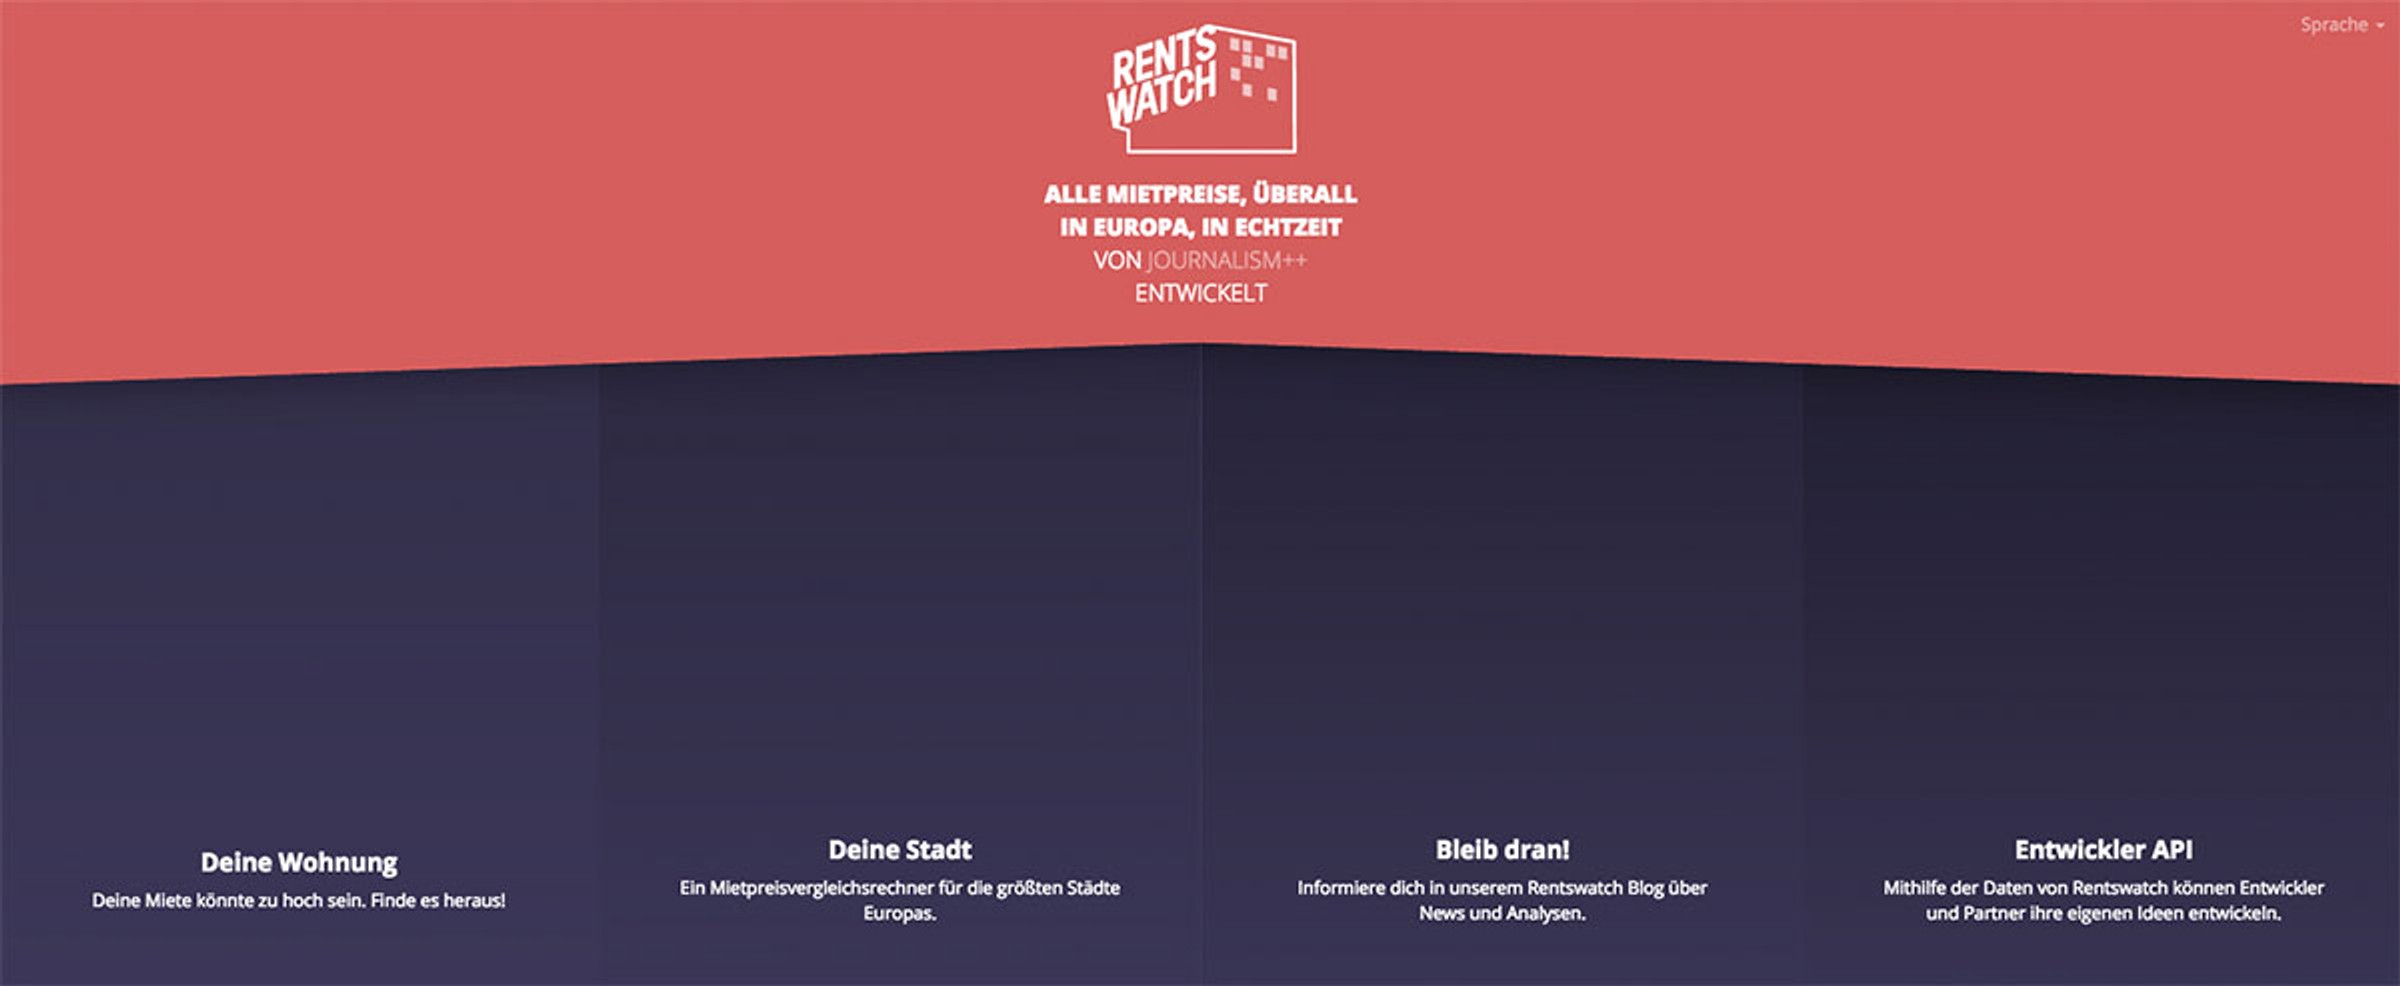 Sprache
RENTS
WATCH
ALLE MIETPREISE, ÜBERALL
IN EUROPA, IN ECHTZEIT
VON JOURNALISM++
ENTWICKELT
Deine Wohnung
Deine Miete könnte zu hoch sein. Finde es heraus!
Deine Stadt
Ein Mietpreisvergleichsrechner für die größten Städte
Europas.
Bleib dran!
Informiere dich in unserem Rentswatch Blog über
News und Analysen.
Entwickler API
Mithilfe der Daten von Rentswatch können Entwickler
und Partner ihre eigenen Ideen entwickeln.